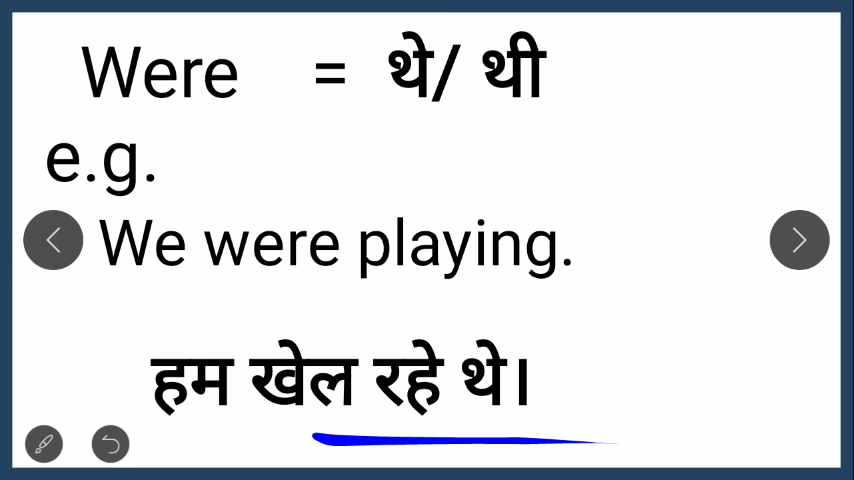 Were = थे/ थी
e.g.
We were playing.
हम खेल रहे थे।